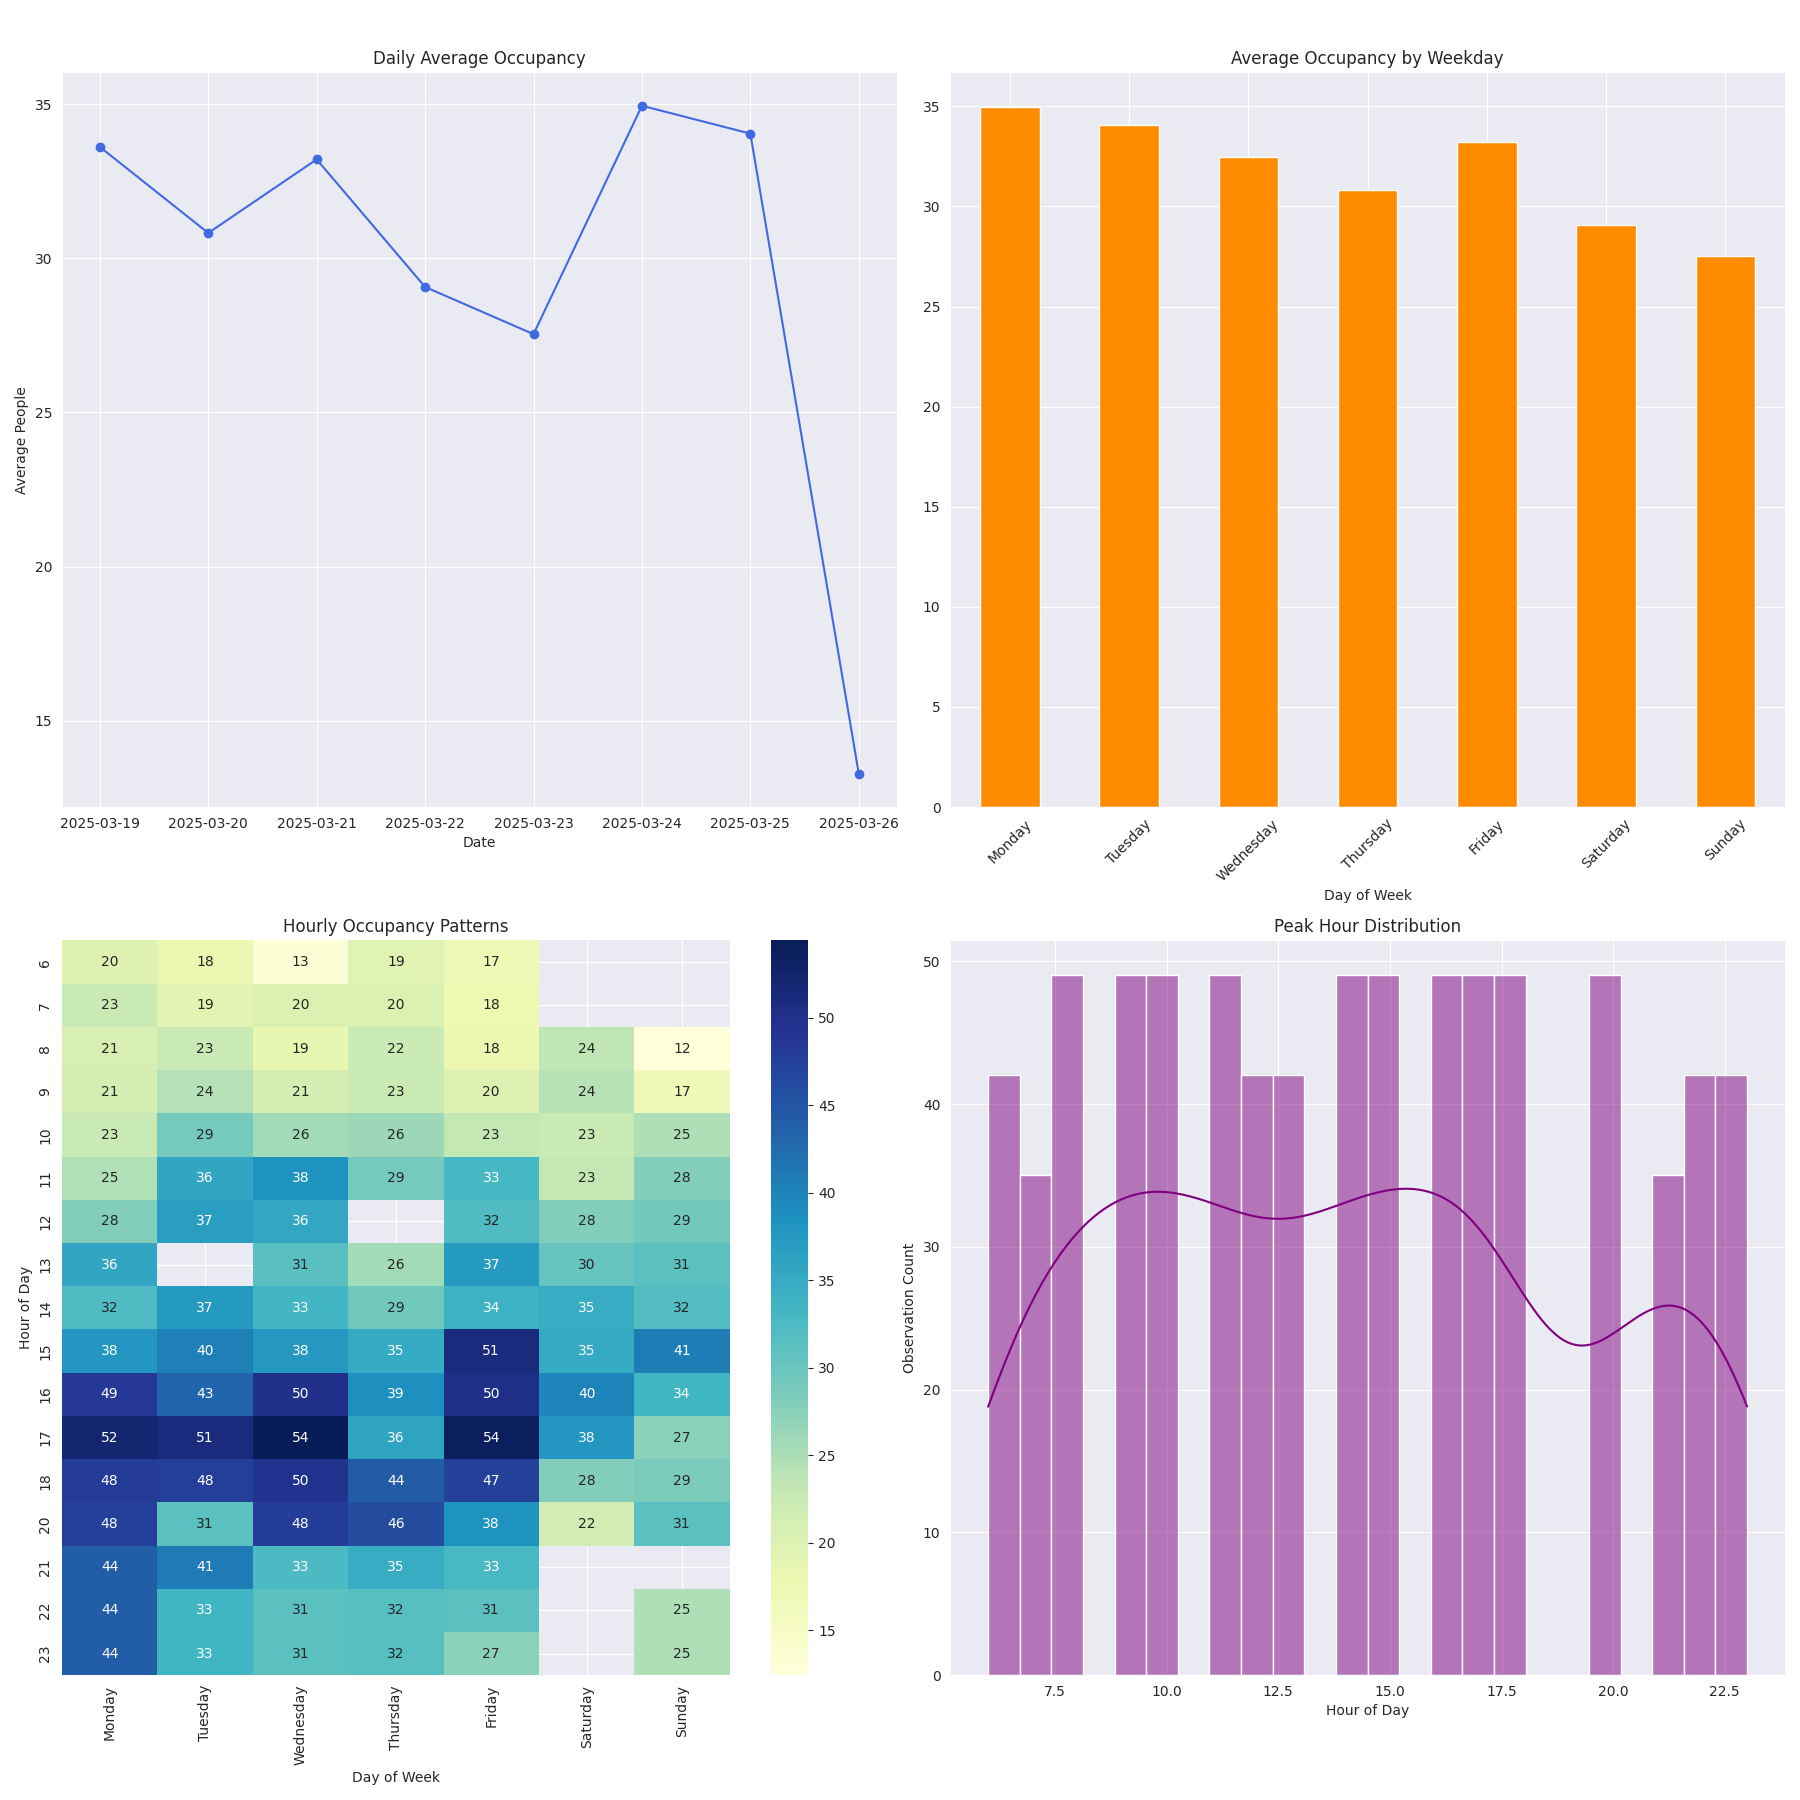 Daily Average Occupancy
Average People
35
30
25
20
15
2025-03-19 2025-03-20 2025-03-21 2025-03-22 2025-03-23 2025-03-24 2025-03-25 2025-03-26
Date
Average Occupancy by Weekday
35
30
25
20
15
10
5
0
Monday Tuesday Wednesday Thursday Friday Saturday Sunday
Day of Week
Hourly Occupancy Patterns
Hour of Day
6 20 18 13 19 17
7 23 19 20 20 18
8 21 23 19 22 18 24 12
9 21 24 21 23 20 24 17
10 23 29 26 26 23 23 25
11 25 36 38 29 33 23 28
12 28 37 36 32 28 29
13 36 31 26 37 30 31
14 32 37 33 29 34 35 32
15 38 40 38 35 51 35 41
16 49 43 50 39 50 40 34
17 52 51 54 36 54 38 27
18 48 48 50 44 47 28 29
20 48 31 48 46 38 22 31
21 44 41 33 35 33
22 44 33 31 32 31 25
23 44 33 31 32 27 25
Monday Tuesday Wednesday Thursday Friday Saturday Sunday
Day of Week
50
45
40
35
30
25
20
15
Peak Hour Distribution
Observation Count
50
40
30
20
10
0
7.5 10.0 12.5 15.0 17.5 20.0 22.5
Hour of Day